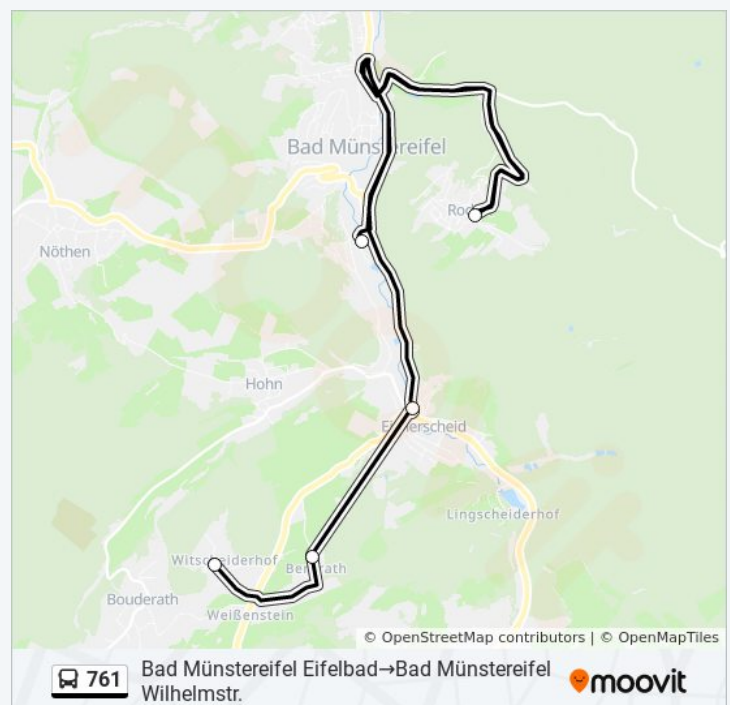 Bad Münstereifel
Nöthen
Hohn
Lingscheiderhof
Bouderath
Weißenstein
© OpenStreetMap contributors | © OpenMapTiles
761
Bad Münstereifel Eifelbad→Bad Münstereifel
Wilhelmstr.
moovit